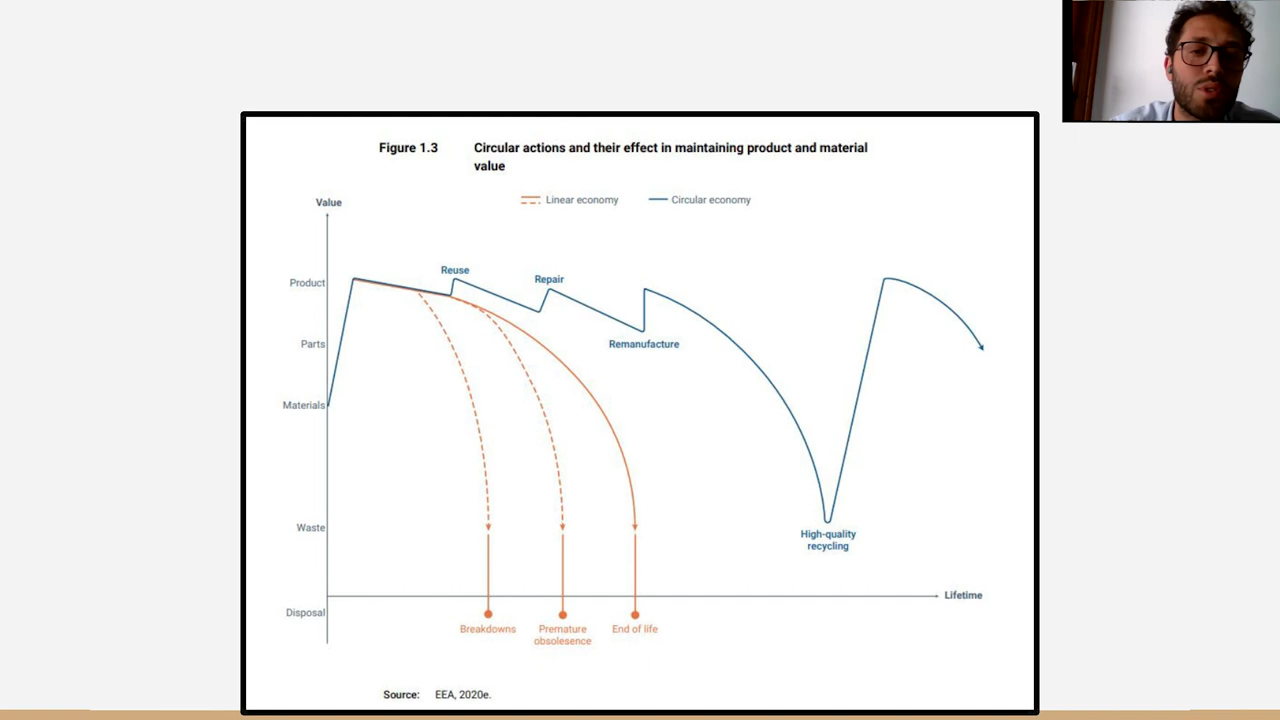 Figure 1.3 Circular actions and their effect in maintaining product and material
value
Value
Linear economy Circular economy
Reuse
Repair
Product
Parts
Remanufacture
Materials
Waste
High-quality
recycling
Lifetime
Disposal
Breakdowns
Premature
obsolesence
End of life
Source: EEA, 2020e.